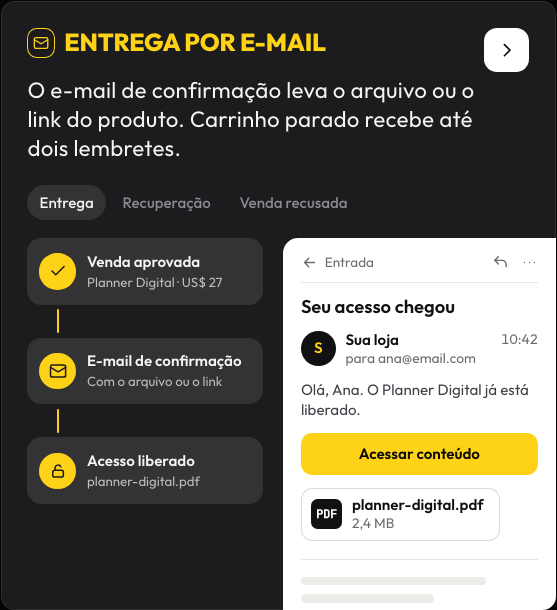 ENTREGA POR E-MAIL
O e-mail de confirmação leva o arquivo ou o
link do produto. Carrinho parado recebe até
dois lembretes.
Entrega
Recuperação
Venda recusada
Venda aprovada
Planner Digital · US$ 27
E-mail de confirmação
Com o arquivo ou o link
Acesso liberado
planner-digital.pdf
Entrada
Seu acesso chegou
S
Sua loja
10:42
para ana@email.com
Olá, Ana. O Planner Digital já está
liberado.
Acessar conteúdo
PDF
planner-digital.pdf
2,4 MB